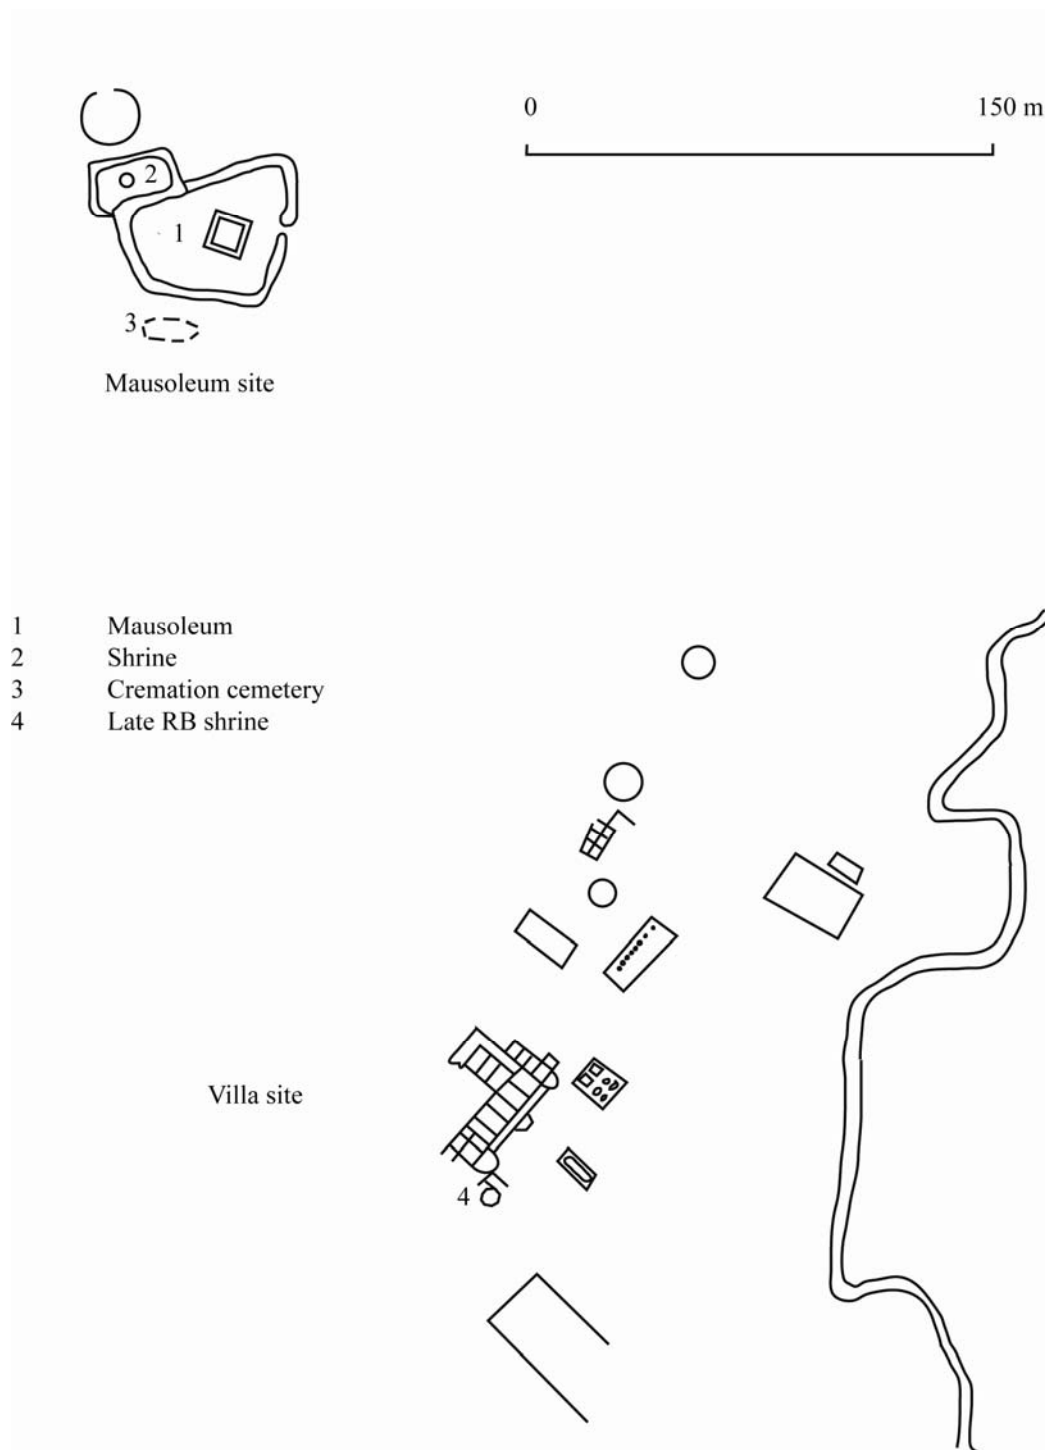 0 150 m
2
1
3
Mausoleum site
1 Mausoleum
2 Shrine
3 Cremation cemetery
4 Late RB shrine
Villa site
4